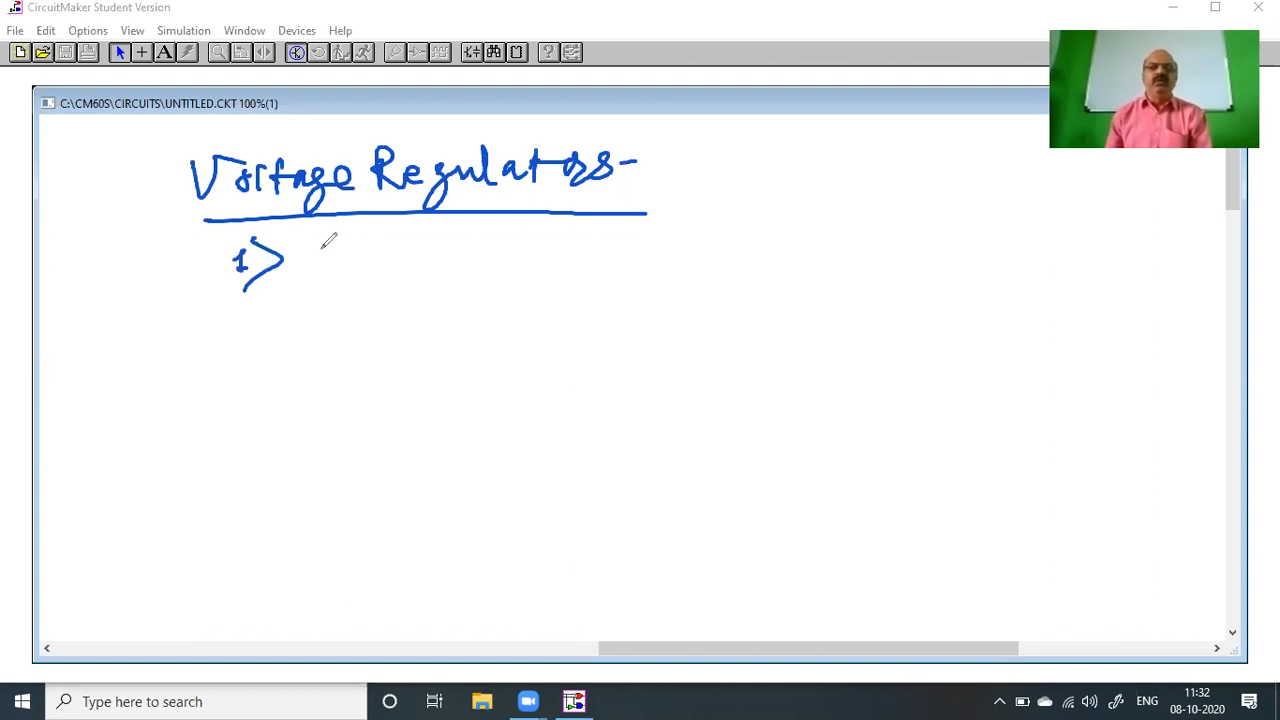 CircuitMaker Student Version
File Edit Options View Simulation Window Devices Help
C:\CM60S\CIRCUITS\UNTITLED.CKT 100%(1)
Voltage Regulators-
1>
Type here to search
ENG
11:32
08-10-2020